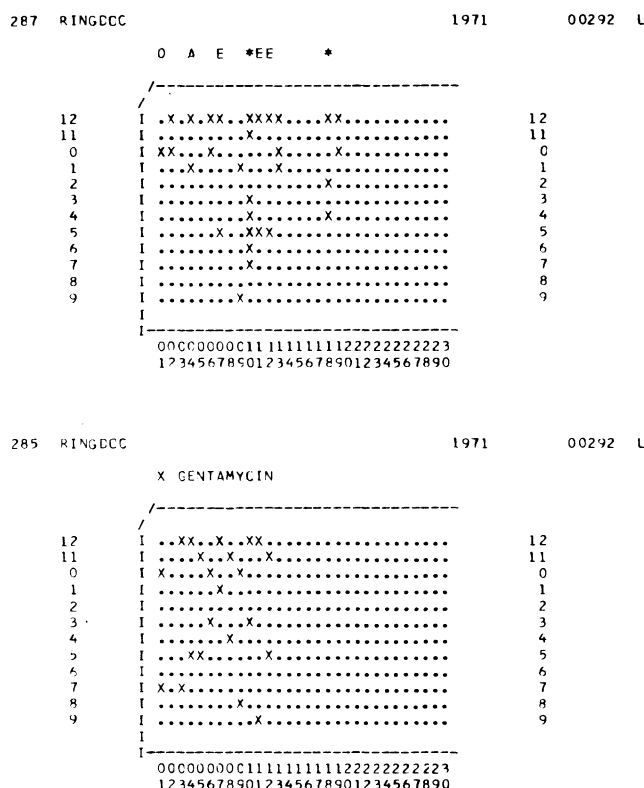 287 RINGDCC 1971 00292 L
O A E *EE *
/-------------------------------
/
12 I .X.X.XX..XXXX....XX........... 12
11 I .........X.................... 11
0 I XX...X......X.....X........... 0
1 I ...X....X...X................. 1
2 I .................X............ 2
3 I .........X.................... 3
4 I .........X.......X............ 4
5 I ......X..XXX.................. 5
6 I .........X.................... 6
7 I .........X.................... 7
8 I .............................. 8
9 I ........X..................... 9
I
I-------------------------------
000000000111111111122222222223
123456789012345678901234567890
285 RINGDCC 1971 00292 L
X GENTAMYCIN
/-------------------------------
/
12 I ..XX..X..XX................... 12
11 I ....X..X...X.................. 11
0 I X....X..X..................... 0
1 I ......X....................... 1
2 I .............................. 2
3 I .....X...X.................... 3
4 I .......X...................... 4
5 I ...XX......X.................. 5
6 I .............................. 6
7 I X.X........................... 7
8 I ........X..................... 8
9 I ..........X................... 9
I
I-------------------------------
000000000111111111122222222223
123456789012345678901234567890